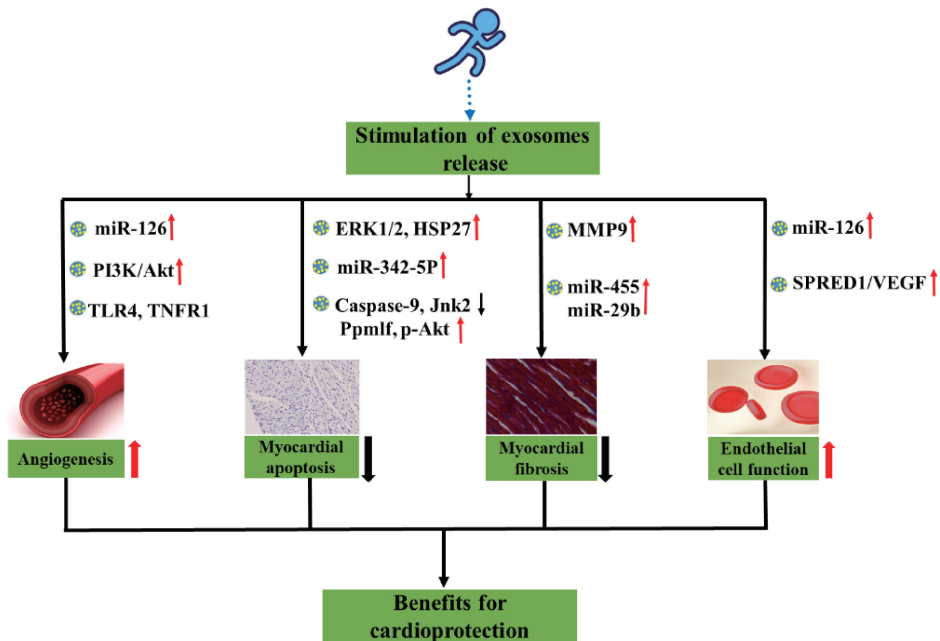 Stimulation of exosomes
release
miR-126
PI3K/Akt
TLR4, TNFR1
ERK1/2, HSP27
miR-342-5P
Caspase-9, Jnk2
Ppmlf, p-Akt
MMP9
miR-455
miR-29b
miR-126
SPRED1/VEGF
Angiogenesis
Myocardial
apoptosis
Myocardial
fibrosis
Endothelial
cell function
Benefits for
cardioprotection